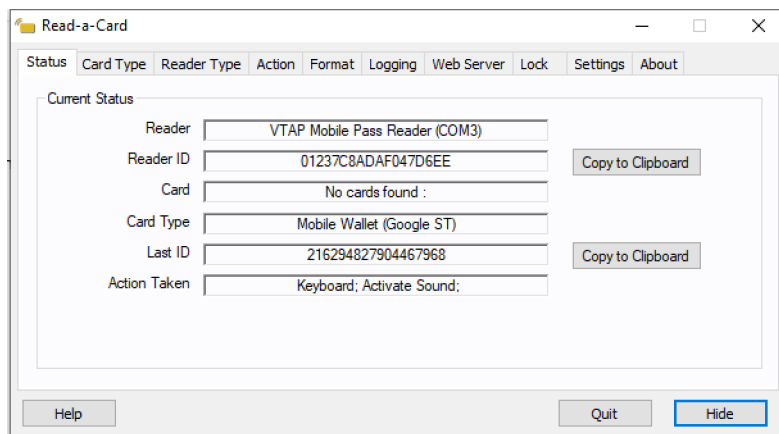 Read-a-Card
Status Card Type Reader Type Action Format Logging Web Server Lock Settings About
Current Status
Reader VTAP Mobile Pass Reader (COM3)
Reader ID 01237C8ADAF047D6EE Copy to Clipboard
Card No cards found :
Card Type Mobile Wallet (Google ST)
Last ID 216294827904467968 Copy to Clipboard
Action Taken Keyboard; Activate Sound;
Help Quit Hide